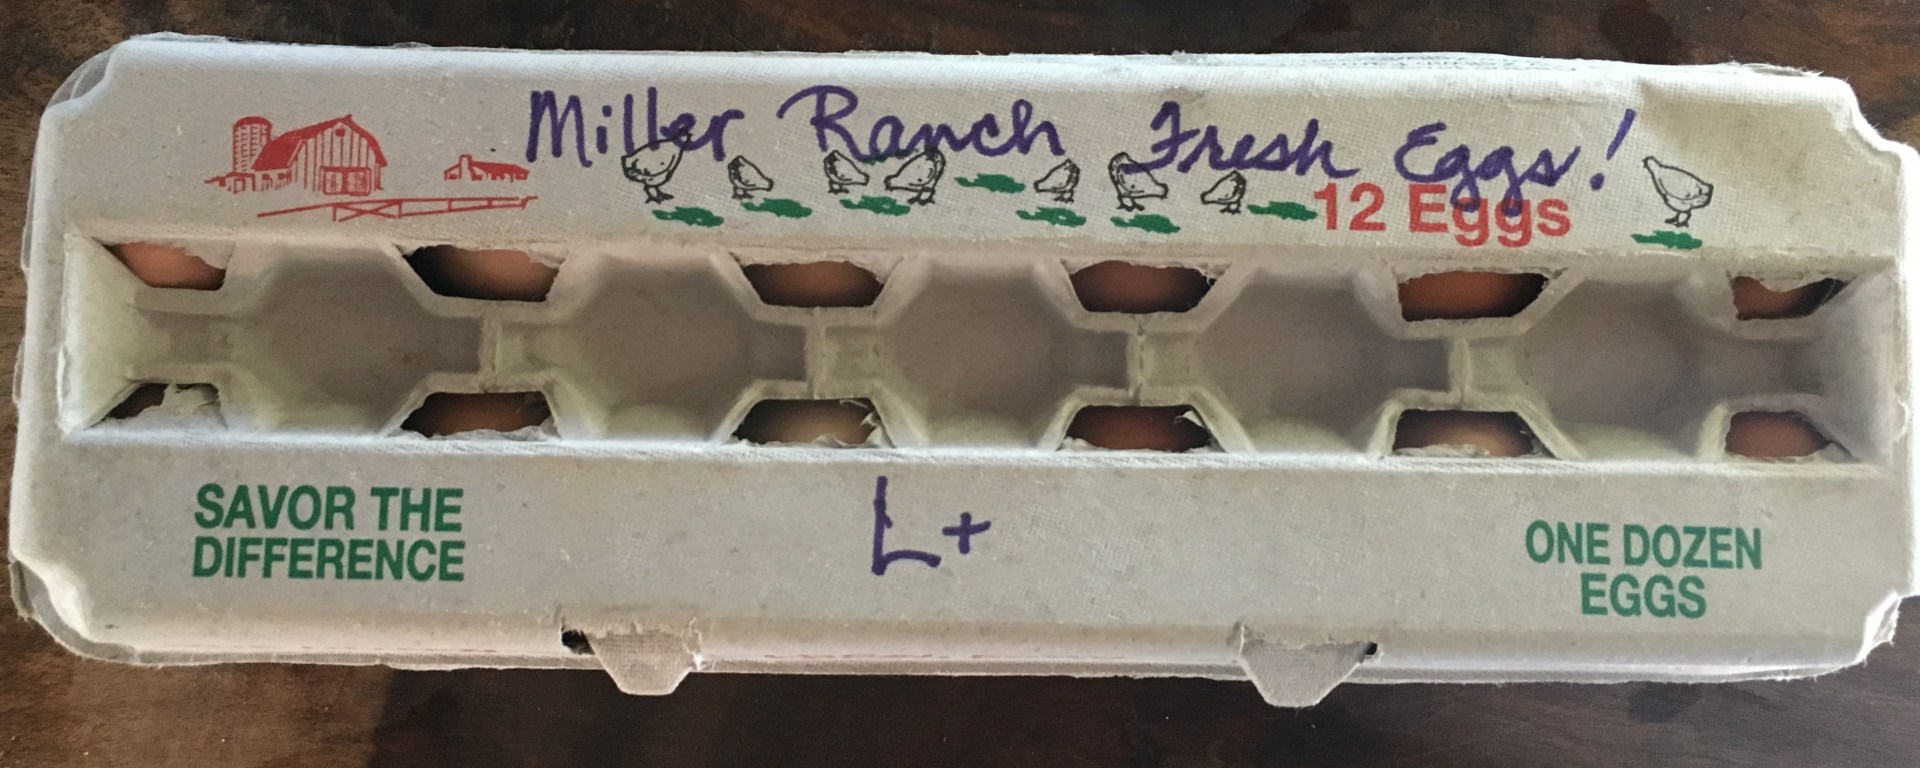 Miller Ranch Fresh Eggs!
12 Eggs
SAVOR THE
DIFFERENCE
L+
ONE DOZEN
EGGS